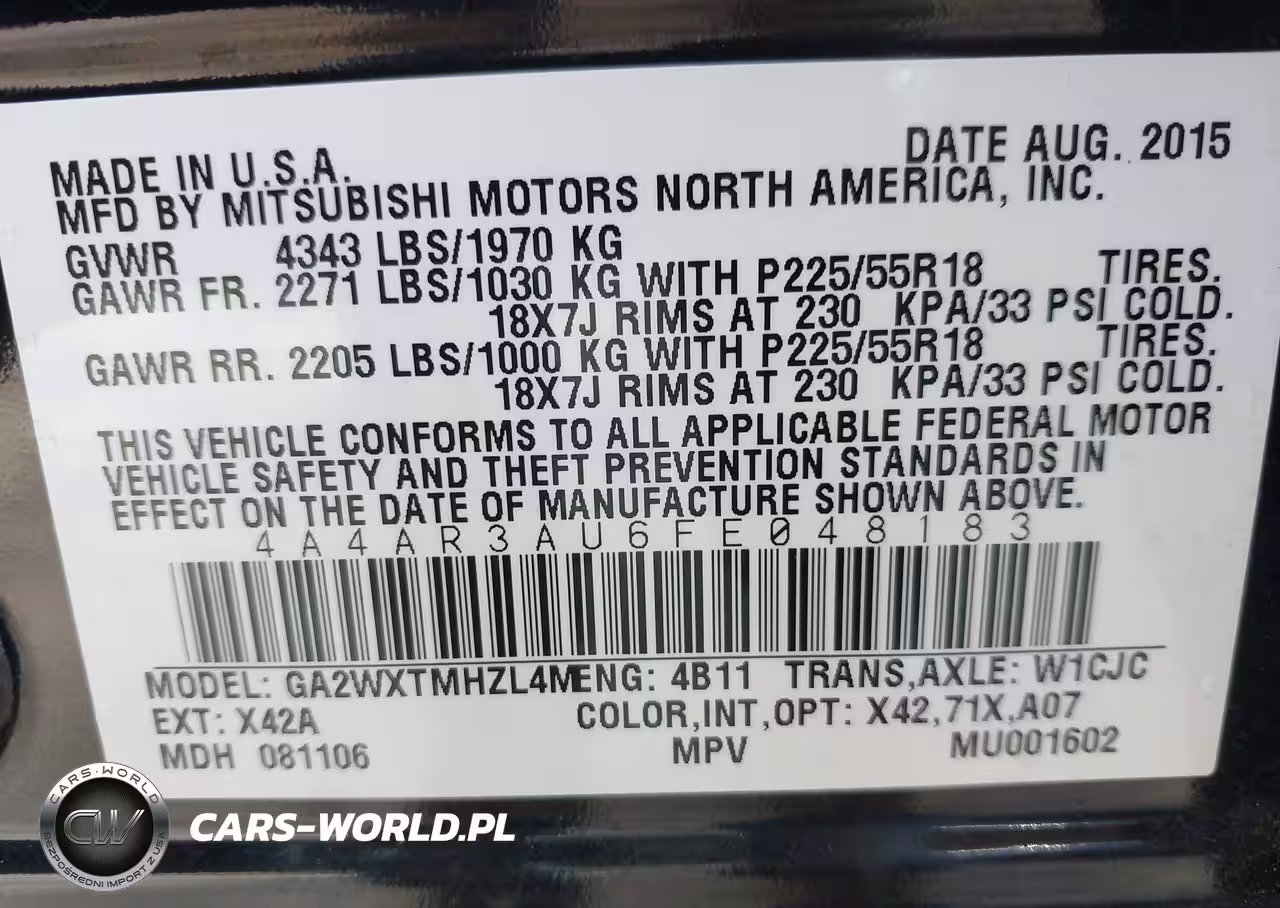 DATE AUG. 2015
MADE IN U.S.A.
MFD BY MITSUBISHI MOTORS NORTH AMERICA, INC.
GVWR 4343 LBS/1970 KG
GAWR FR. 2271 LBS/1030 KG WITH P225/55R18 TIRES.
18X7J RIMS AT 230 KPA/33 PSI COLD.
GAWR RR. 2205 LBS/1000 KG WITH P225/55R18 TIRES.
18X7J RIMS AT 230 KPA/33 PSI COLD.
THIS VEHICLE CONFORMS TO ALL APPLICABLE FEDERAL MOTOR
VEHICLE SAFETY AND THEFT PREVENTION STANDARDS IN
EFFECT ON THE DATE OF MANUFACTURE SHOWN ABOVE.
4A4AR3AU6FE048183
MODEL: GA2WXTMHZL4M ENG: 4B11 TRANS,AXLE: W1CJC
EXT: X42A COLOR,INT,OPT: X42,71X,A07
MDH 081106 MPV MU001602
CARS-WORLD
CW
BEZPOŚREDNI IMPORT Z USA
CARS-WORLD.PL